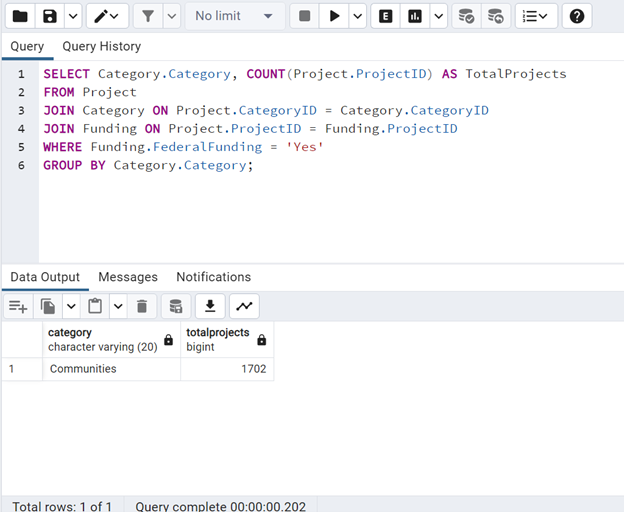 No limit
E
Query Query History
1 SELECT Category.Category, COUNT(Project.ProjectID) AS TotalProjects
2 FROM Project
3 JOIN Category ON Project.CategoryID = Category.CategoryID
4 JOIN Funding ON Project.ProjectID = Funding.ProjectID
5 WHERE Funding.FederalFunding = 'Yes'
6 GROUP BY Category.Category;
Data Output Messages Notifications
category totalprojects
character varying (20) bigint
1 Communities 1702
Total rows: 1 of 1 Query complete 00:00:00.202